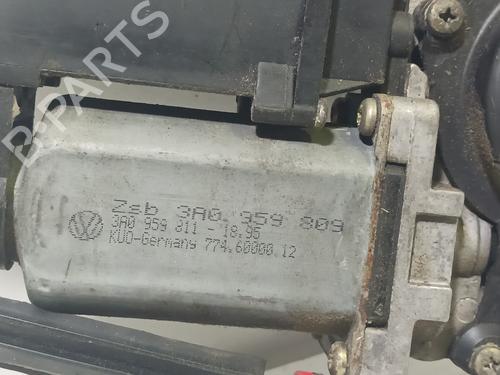 B-PARTS
Zsb 3A0 959 809
3A0 959 811 - 18.95
KUO-Germany 774.60000 12